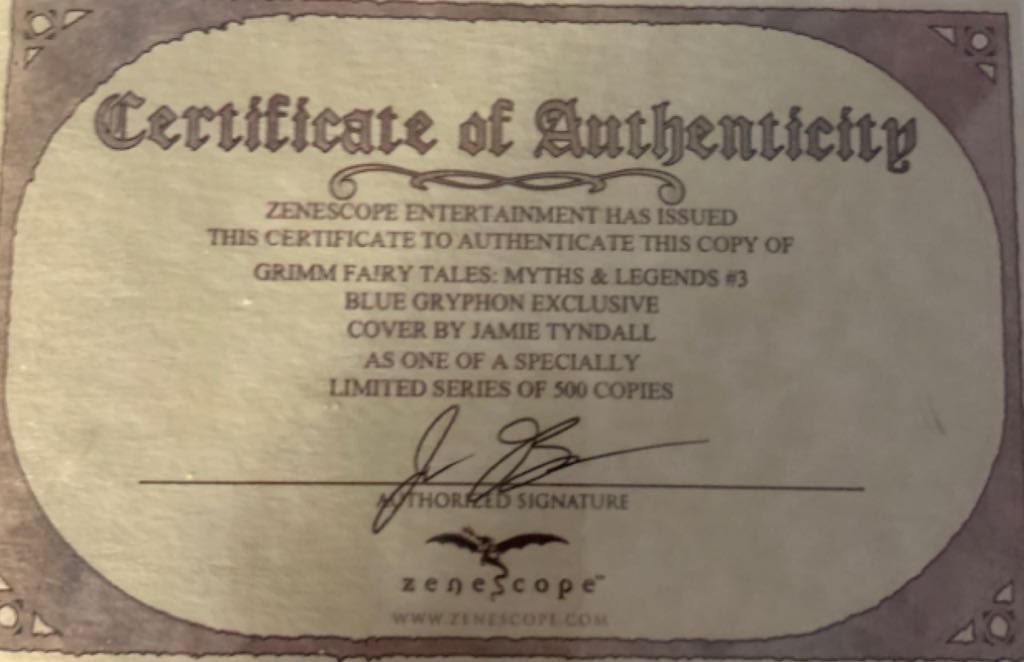 Certificate of Authenticity
ZENESCOPE ENTERTAINMENT HAS ISSUED
THIS CERTIFICATE TO AUTHENTICATE THIS COPY OF
GRIMM FAIRY TALES: MYTHS & LEGENDS #3
BLUE GRYPHON EXCLUSIVE
COVER BY JAMIE TYNDALL
AS ONE OF A SPECIALLY
LIMITED SERIES OF 500 COPIES
AUTHORIZED SIGNATURE
zenescope™
WWW.ZENESCOPE.COM